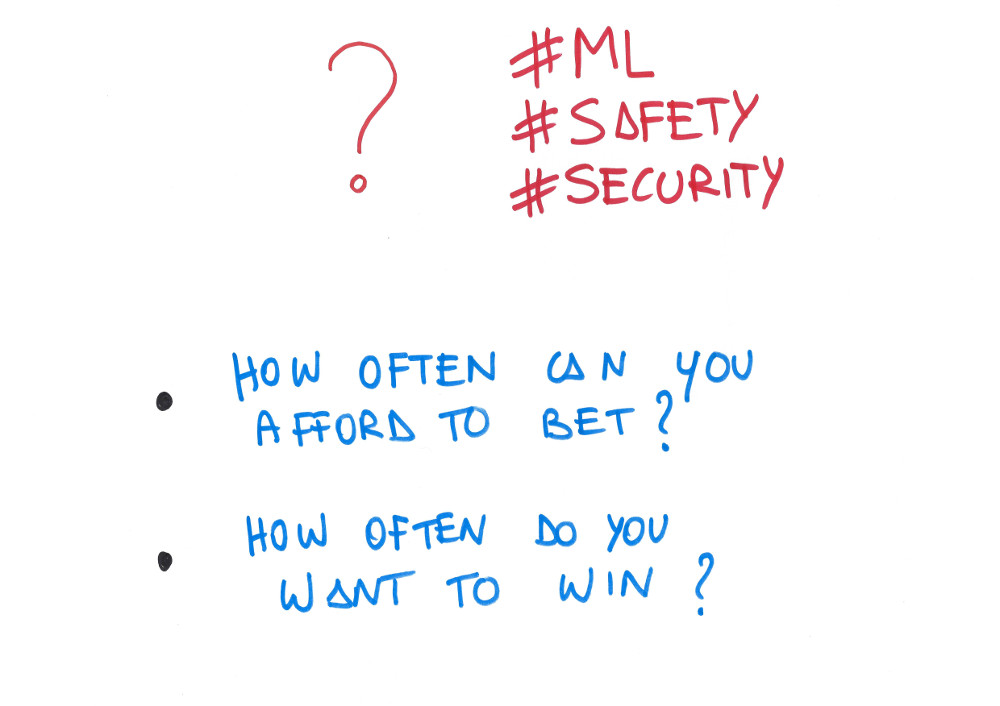 ?
#ML
#SAFETY
#SECURITY
HOW OFTEN CAN YOU
AFFORD TO BET?
HOW OFTEN DO YOU
WANT TO WIN?